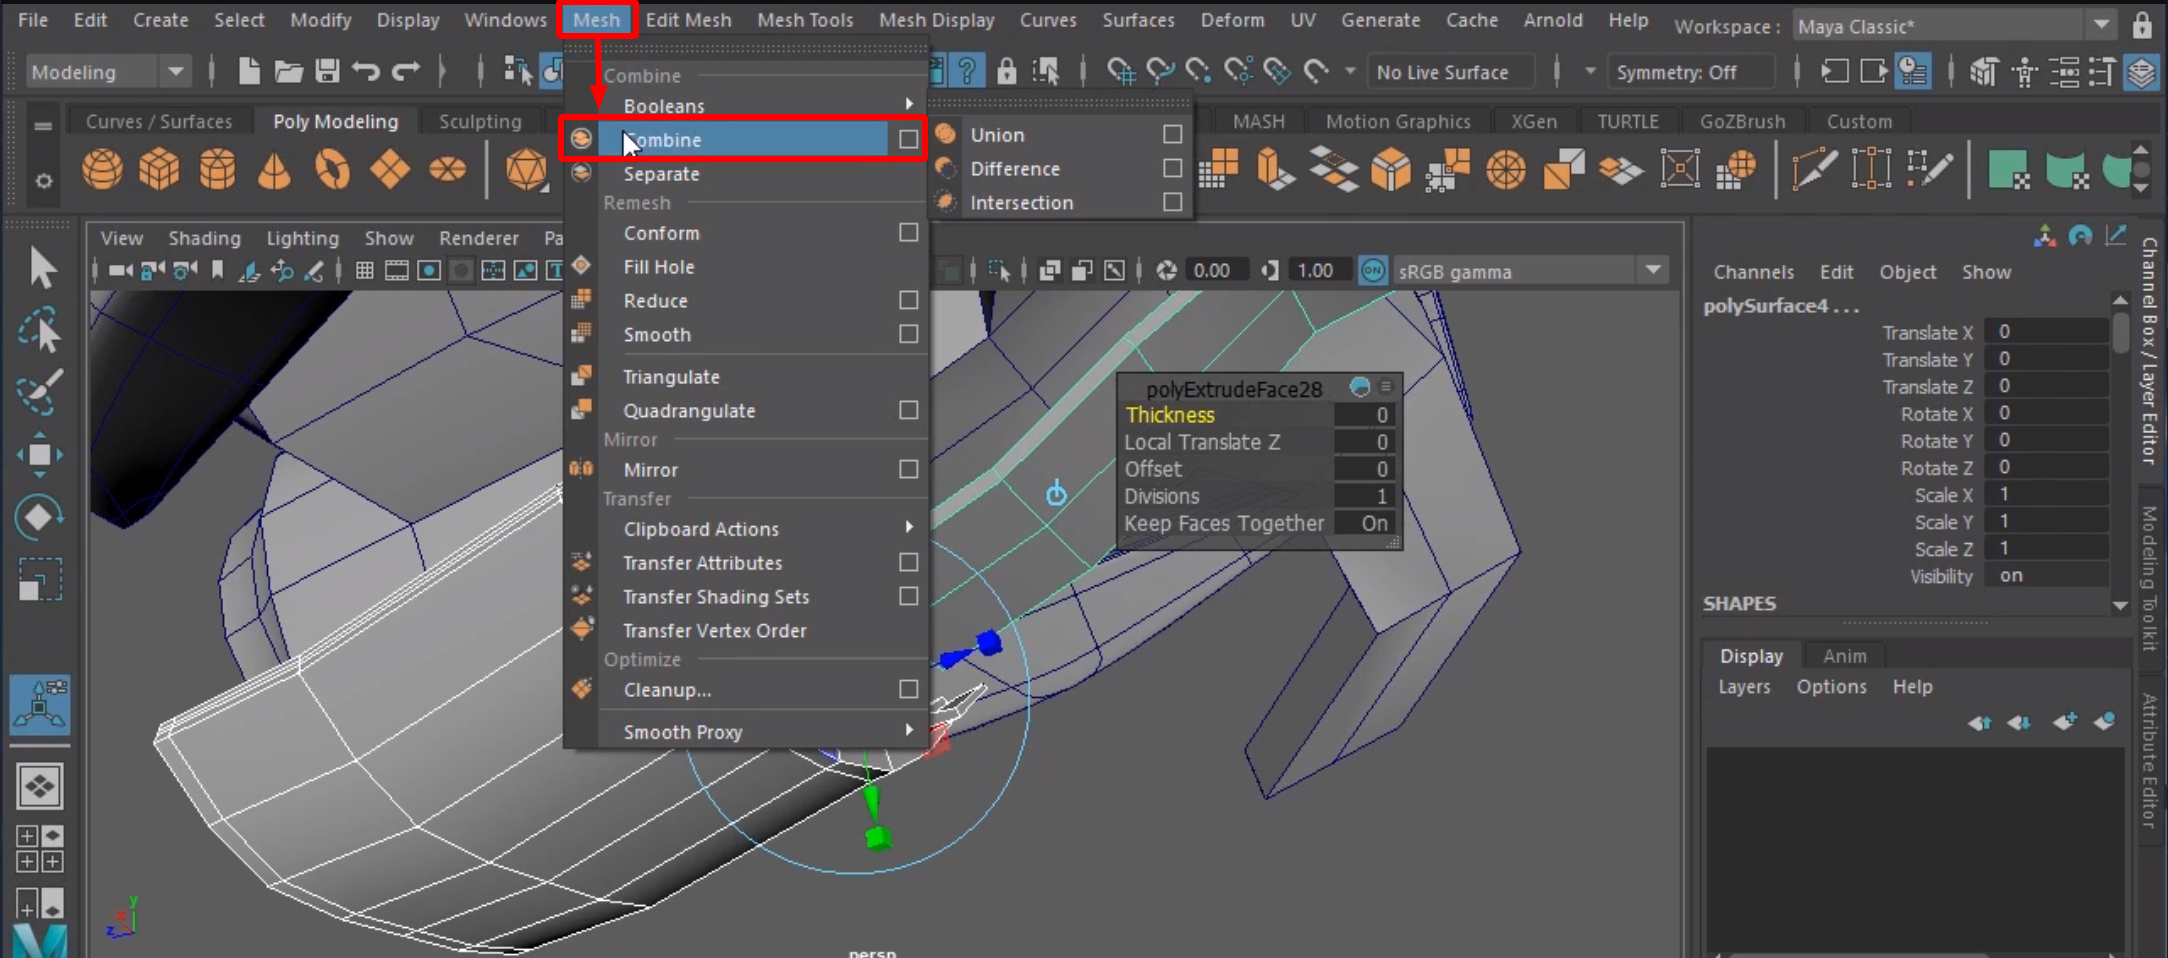 File Edit Create Select Modify Display Windows Mesh Edit Mesh Mesh Tools Mesh Display Curves Surfaces Deform UV Generate Cache Arnold Help Workspace : Maya Classic*
Modeling No Live Surface Symmetry: Off
Curves / Surfaces Poly Modeling Sculpting MASH Motion Graphics XGen TURTLE GoZBrush Custom
Combine
Booleans
Combine
Separate
Remesh
Conform
Fill Hole
Reduce
Smooth
Triangulate
Quadrangulate
Mirror
Mirror
Transfer
Clipboard Actions
Transfer Attributes
Transfer Shading Sets
Transfer Vertex Order
Optimize
Cleanup...
Smooth Proxy
Union
Difference
Intersection
View Shading Lighting Show Renderer Pa
0.00 1.00 ON sRGB gamma
polyExtrudeFace28
Thickness 0
Local Translate Z 0
Offset 0
Divisions 1
Keep Faces Together On
persp
y
x
z
Channels Edit Object Show
polySurface4 . . .
Translate X 0
Translate Y 0
Translate Z 0
Rotate X 0
Rotate Y 0
Rotate Z 0
Scale X 1
Scale Y 1
Scale Z 1
Visibility on
SHAPES
Display Anim
Layers Options Help
Channel Box / Layer Editor
Modeling Toolkit
Attribute Editor